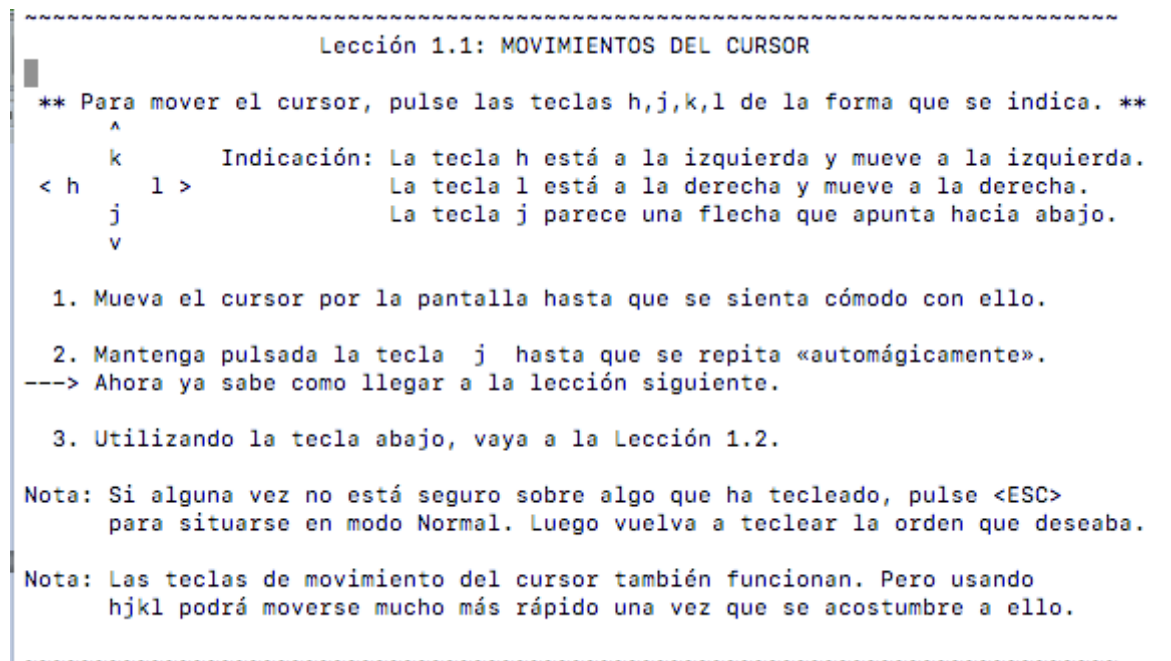 ~~~~~~~~~~~~~~~~~~~~~~~~~~~~~~~~~~~~~~~~~~~~~~~~~~~~~~~~~~~~~~~~~~~~~~~~~~~~~~
Lección 1.1: MOVIMIENTOS DEL CURSOR
** Para mover el cursor, pulse las teclas h,j,k,l de la forma que se indica. **
^
k Indicación: La tecla h está a la izquierda y mueve a la izquierda.
< h l > La tecla l está a la derecha y mueve a la derecha.
j La tecla j parece una flecha que apunta hacia abajo.
v
1. Mueva el cursor por la pantalla hasta que se sienta cómodo con ello.
2. Mantenga pulsada la tecla j hasta que se repita «automágicamente».
---> Ahora ya sabe como llegar a la lección siguiente.
3. Utilizando la tecla abajo, vaya a la Lección 1.2.
Nota: Si alguna vez no está seguro sobre algo que ha tecleado, pulse <ESC>
para situarse en modo Normal. Luego vuelva a teclear la orden que deseaba.
Nota: Las teclas de movimiento del cursor también funcionan. Pero usando
hjkl podrá moverse mucho más rápido una vez que se acostumbre a ello.
~~~~~~~~~~~~~~~~~~~~~~~~~~~~~~~~~~~~~~~~~~~~~~~~~~~~~~~~~~~~~~~~~~~~~~~~~~~~~~